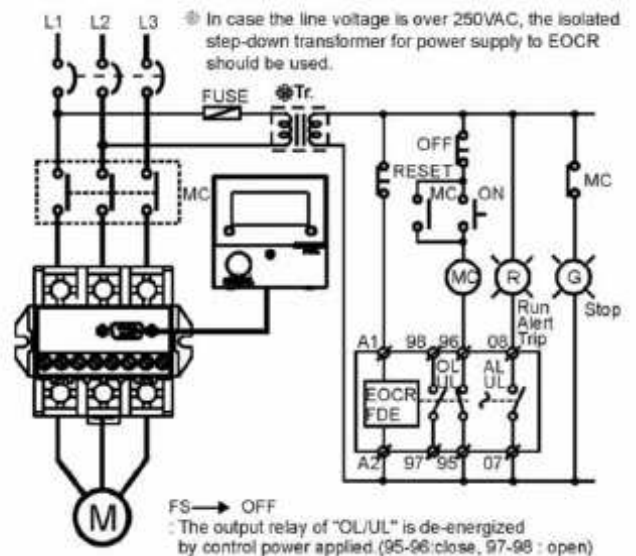 L1 L2 L3
※ In case the line voltage is over 250VAC, the isolated
step-down transformer for power supply to EOCR
should be used.
FUSE
※Tr.
OFF
RESET
MC ON
MC
MC
MC
R
G
Run
Alert
Trip
Stop
A1 98 96 08
OL
UL
AL
UL
EOCR
FDE
A2 97 95 07
M
FS→ OFF
: The output relay of "OL/UL" is de-energized
by control power applied.(95-96:close, 97-98 : open)